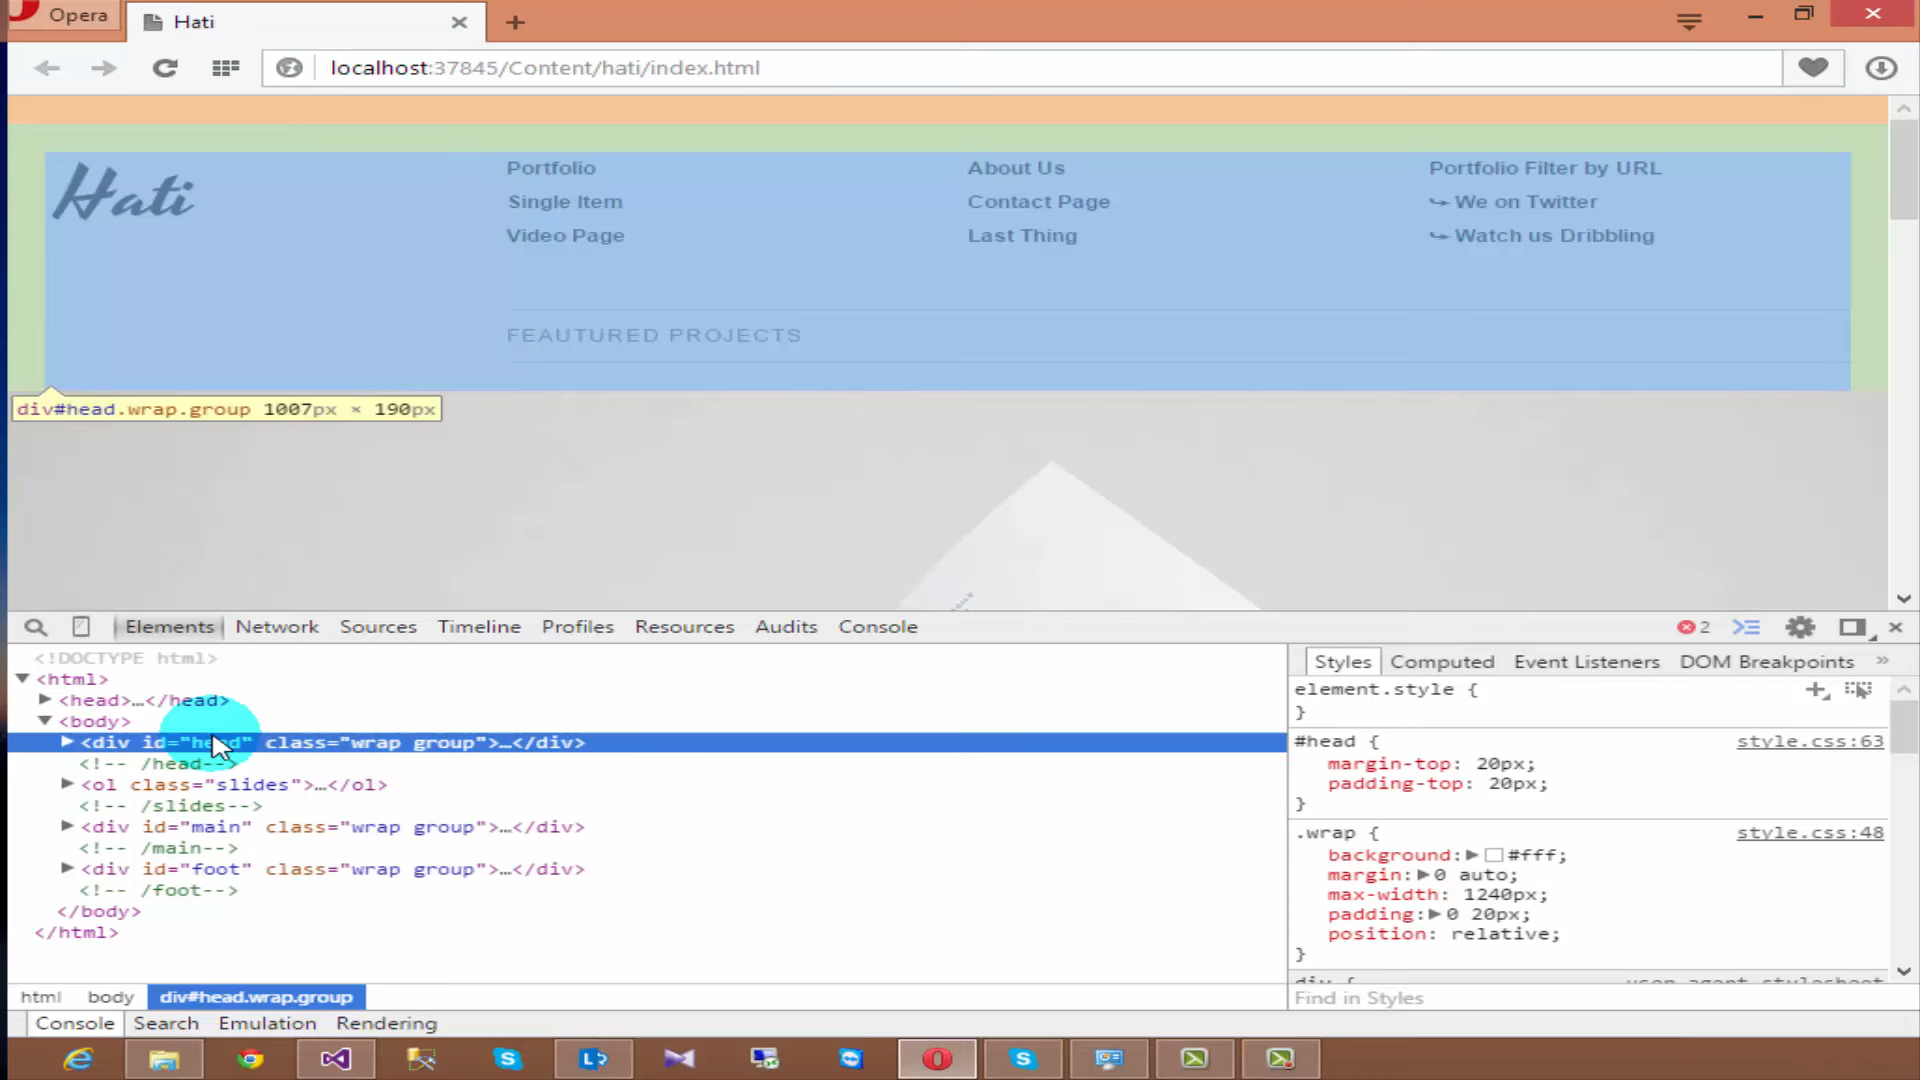 Opera
Hati
localhost:37845/Content/hati/index.html
Hati
Portfolio About Us Portfolio Filter by URL
Single Item Contact Page ↪ We on Twitter
Video Page Last Thing ↪ Watch us Dribbling
FEAUTURED PROJECTS
div#head.wrap.group 1007px × 190px
Elements Network Sources Timeline Profiles Resources Audits Console 2
<!DOCTYPE html>
<html>
<head>…</head>
<body>
<div id="head" class="wrap group">…</div>
<!-- /head-->
<ol class="slides">…</ol>
<!-- /slides-->
<div id="main" class="wrap group">…</div>
<!-- /main-->
<div id="foot" class="wrap group">…</div>
<!-- /foot-->
</body>
</html>
html body div#head.wrap.group
Styles Computed Event Listeners DOM Breakpoints »
element.style {
}
#head { style.css:63
margin-top: 20px;
padding-top: 20px;
}
.wrap { style.css:48
background: #fff;
margin: 0 auto;
max-width: 1240px;
padding: 0 20px;
position: relative;
}
div { user agent stylesheet
Find in Styles
Console Search Emulation Rendering